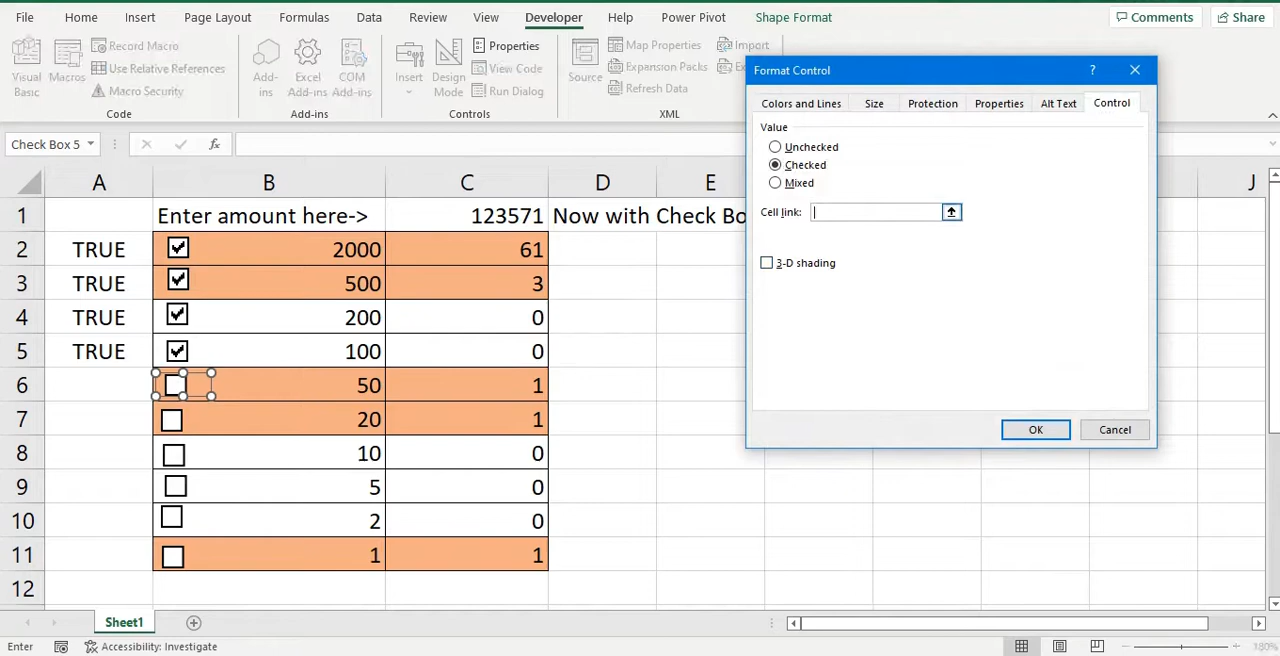 File Home Insert Page Layout Formulas Data Review View Developer Help Power Pivot Shape Format Comments Share
Visual Basic
Macros
Record Macro
Use Relative References
Macro Security
Code
Add-ins
Excel Add-ins
COM Add-ins
Add-ins
Insert
Design Mode
Properties
View Code
Run Dialog
Controls
Source
Map Properties
Expansion Packs
Refresh Data
Import
XML
Format Control
?
Colors and Lines Size Protection Properties Alt Text Control
Value
Unchecked
Checked
Mixed
Cell link:
3-D shading
OK Cancel
Check Box 5 fx
A B C D E J
1 Enter amount here-> 123571 Now with Check Bo
2 TRUE 2000 61
3 TRUE 500 3
4 TRUE 200 0
5 TRUE 100 0
6 50 1
7 20 1
8 10 0
9 5 0
10 2 0
11 1 1
12
Sheet1
Enter Accessibility: Investigate 180%